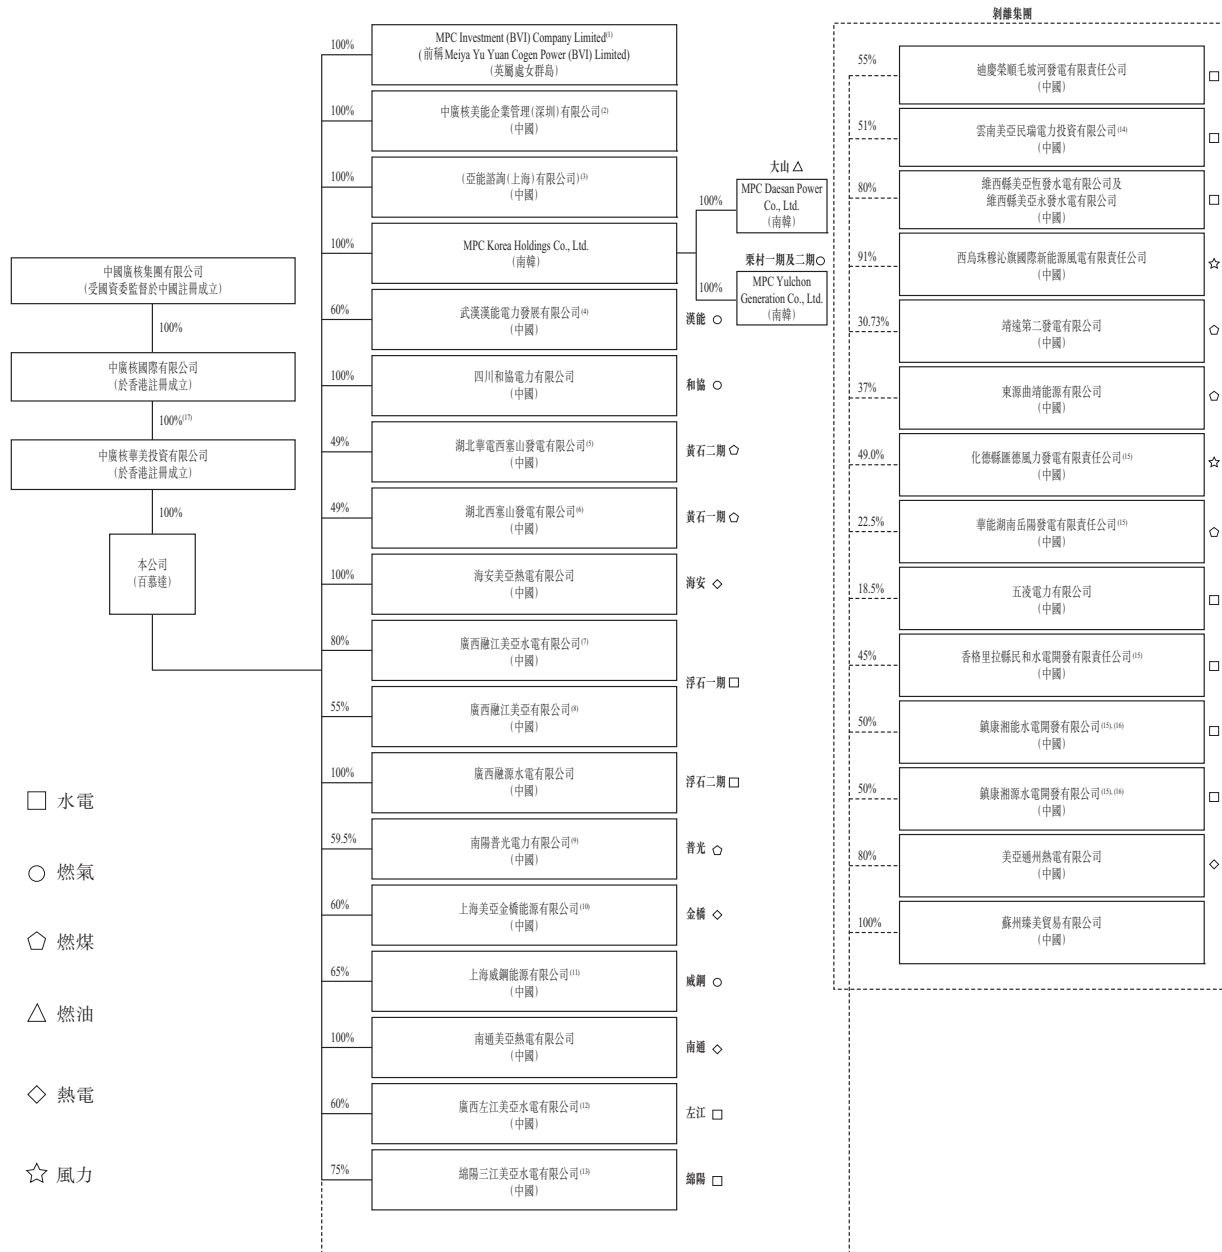 中國廣核集團有限公司
(受國資委監督於中國註冊成立)
100%
中廣核國際有限公司
(於香港註冊成立)
100%(17)
中廣核華美投資有限公司
(於香港註冊成立)
100%
本公司
(百慕達)
100%
MPC Investment (BVI) Company Limited(1)
(前稱Meiya Yu Yuan Cogen Power (BVI) Limited)
(英屬處女群島)
100%
中廣核美能企業管理(深圳)有限公司(2)
(中國)
100%
(亞能諮詢(上海)有限公司)(3)
(中國)
100%
MPC Korea Holdings Co., Ltd.
(南韓)
大山
100%
MPC Daesan Power
Co., Ltd.
(南韓)
栗村一期及二期
100%
MPC Yulchon
Generation Co., Ltd.
(南韓)
60%
武漢漢能電力發展有限公司(4)
(中國)
漢能
100%
四川和協電力有限公司
(中國)
和協
49%
湖北華電西塞山發電有限公司(5)
(中國)
黃石二期
49%
湖北西塞山發電有限公司(6)
(中國)
黃石一期
100%
海安美亞熱電有限公司
(中國)
海安
80%
廣西融江美亞水電有限公司(7)
(中國)
浮石一期
55%
廣西融江美亞有限公司(8)
(中國)
100%
廣西融源水電有限公司
(中國)
浮石二期
59.5%
南陽普光電力有限公司(9)
(中國)
普光
60%
上海美亞金橋能源有限公司(10)
(中國)
金橋
65%
上海威鋼能源有限公司(11)
(中國)
威鋼
100%
南通美亞熱電有限公司
(中國)
南通
60%
廣西左江美亞水電有限公司(12)
(中國)
左江
75%
綿陽三江美亞水電有限公司(13)
(中國)
綿陽
剝離集團
55%
迪慶榮順毛坡河發電有限責任公司
(中國)
51%
雲南美亞民瑞電力投資有限公司(14)
(中國)
80%
維西縣美亞恆發水電有限公司及
維西縣美亞永發水電有限公司
(中國)
91%
西烏珠穆沁旗國際新能源風電有限責任公司
(中國)
30.73%
靖遠第二發電有限公司
(中國)
37%
東源曲靖能源有限公司
(中國)
49.0%
化德縣匯德風力發電有限責任公司(15)
(中國)
22.5%
華能湖南岳陽發電有限責任公司(15)
(中國)
18.5%
五凌電力有限公司
(中國)
45%
香格里拉縣民和水電開發有限責任公司(15)
(中國)
50%
鎮康湘能水電開發有限公司(15), (16)
(中國)
50%
鎮康湘源水電開發有限公司(15), (16)
(中國)
80%
美亞通州熱電有限公司
(中國)
100%
蘇州臻美貿易有限公司
(中國)
水電
燃氣
燃煤
燃油
熱電
風力